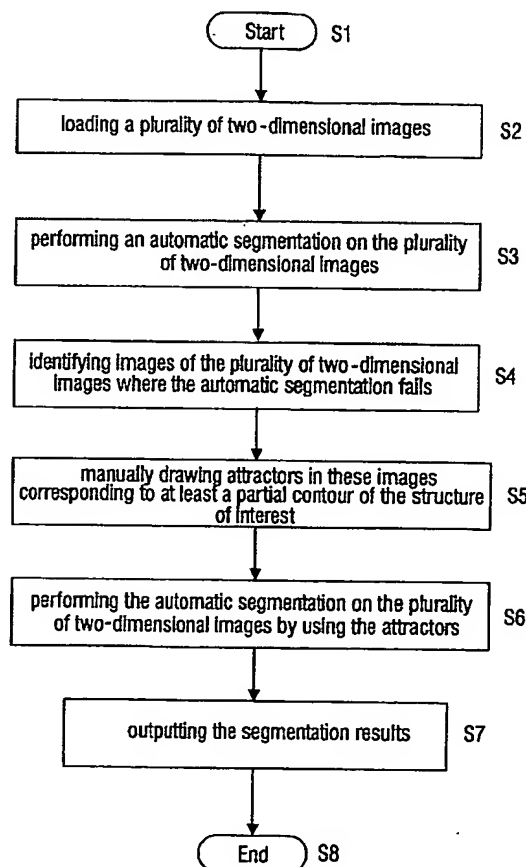 Start S1
loading a plurality of two-dimensional images S2
performing an automatic segmentation on the plurality
of two-dimensional images S3
identifying images of the plurality of two-dimensional
images where the automatic segmentation fails S4
manually drawing attractors in these images
corresponding to at least a partial contour of the structure S5
of interest
performing the automatic segmentation on the plurality
of two-dimensional images by using the attractors S6
outputting the segmentation results S7
End S8